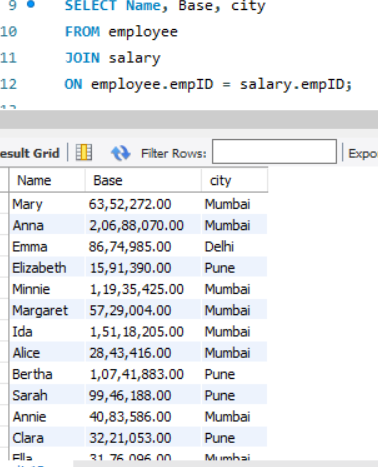 9 SELECT Name, Base, city
10 FROM employee
11 JOIN salary
12 ON employee.empID = salary.empID;
esult Grid Filter Rows: Expo
Name Base city
Mary 63,52,272.00 Mumbai
Anna 2,06,88,070.00 Mumbai
Emma 86,74,985.00 Delhi
Elizabeth 15,91,390.00 Pune
Minnie 1,19,35,425.00 Mumbai
Margaret 57,29,004.00 Mumbai
Ida 1,51,18,205.00 Mumbai
Alice 28,43,416.00 Mumbai
Bertha 1,07,41,883.00 Pune
Sarah 99,46,188.00 Pune
Annie 40,83,586.00 Mumbai
Clara 32,21,053.00 Pune
Ella 31,76,096.00 Mumbai